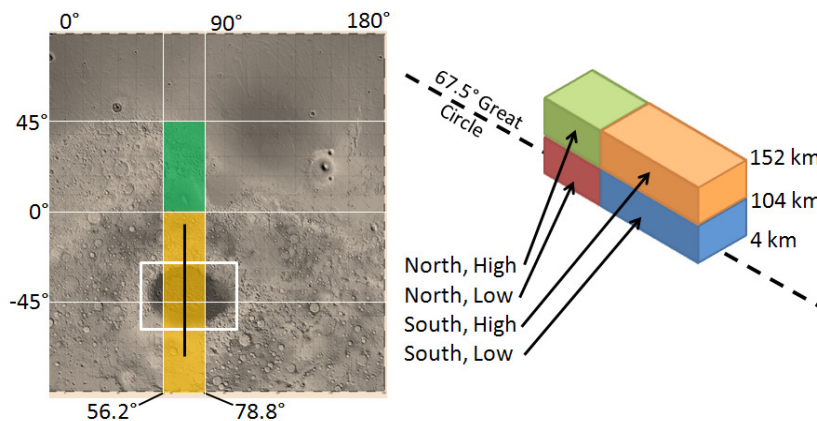 0°
90°
180°
45°
0°
-45°
56.2°
78.8°
67.5° Great
Circle
152 km
104 km
4 km
North, High
North, Low
South, High
South, Low